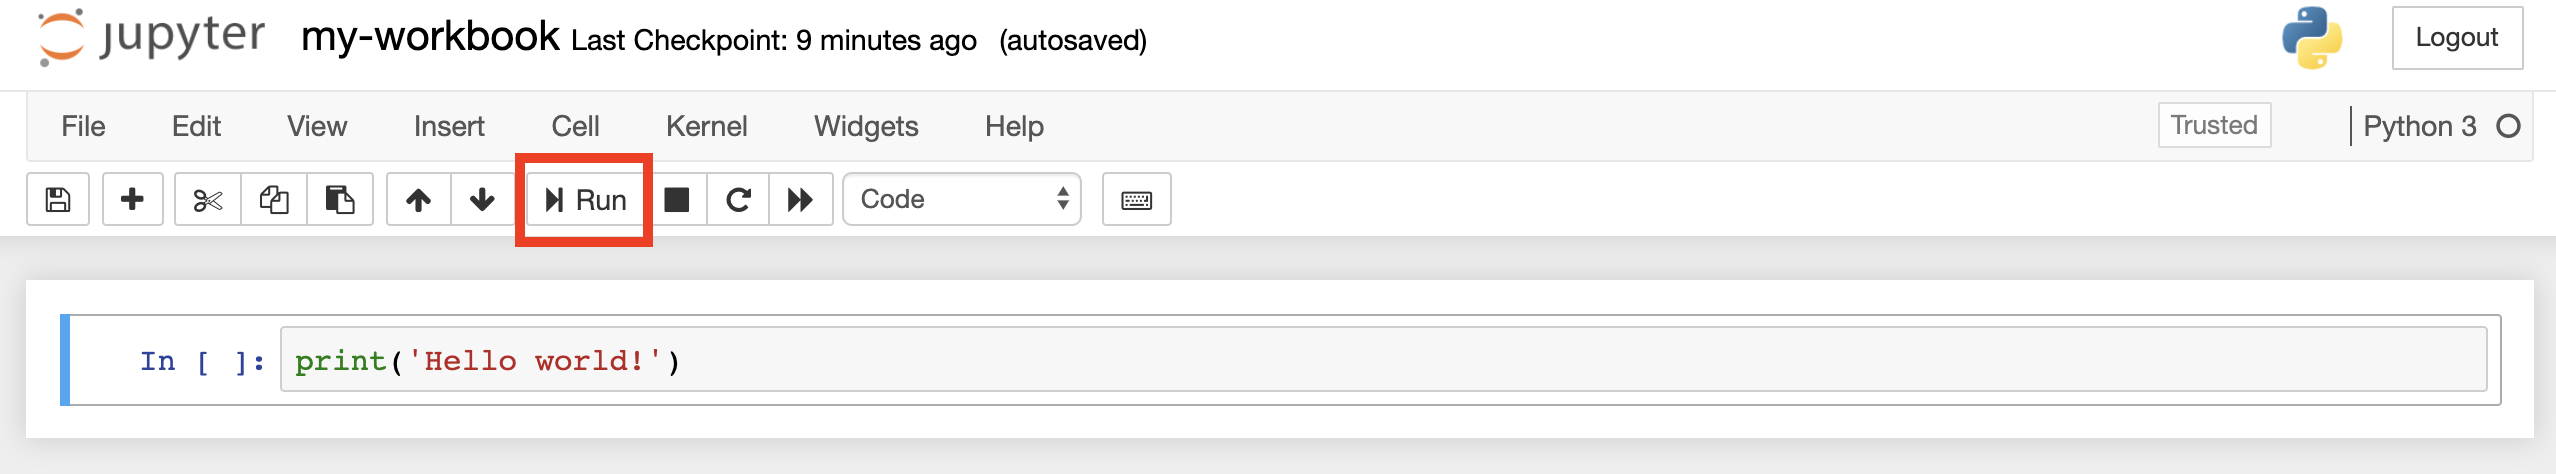 jupyter my-workbook Last Checkpoint: 9 minutes ago (autosaved) Logout
File Edit View Insert Cell Kernel Widgets Help Trusted Python 3
Run Code
In [ ]: print('Hello world!')